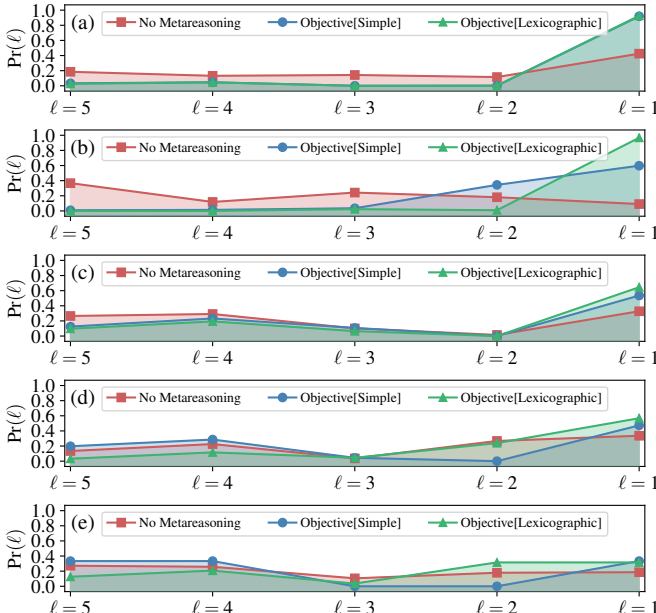 (a) No Metareasoning Objective[Simple] Objective[Lexicographic]
Pr(ℓ)
1.0
0.8
0.6
0.4
0.2
0.0
ℓ = 5 ℓ = 4 ℓ = 3 ℓ = 2 ℓ = 1
(b) No Metareasoning Objective[Simple] Objective[Lexicographic]
Pr(ℓ)
1.0
0.8
0.6
0.4
0.2
0.0
ℓ = 5 ℓ = 4 ℓ = 3 ℓ = 2 ℓ = 1
(c) No Metareasoning Objective[Simple] Objective[Lexicographic]
Pr(ℓ)
1.0
0.8
0.6
0.4
0.2
0.0
ℓ = 5 ℓ = 4 ℓ = 3 ℓ = 2 ℓ = 1
(d) No Metareasoning Objective[Simple] Objective[Lexicographic]
Pr(ℓ)
1.0
0.8
0.6
0.4
0.2
0.0
ℓ = 5 ℓ = 4 ℓ = 3 ℓ = 2 ℓ = 1
(e) No Metareasoning Objective[Simple] Objective[Lexicographic]
Pr(ℓ)
1.0
0.8
0.6
0.4
0.2
0.0
ℓ = 5 ℓ = 4 ℓ = 3 ℓ = 2 ℓ = 1